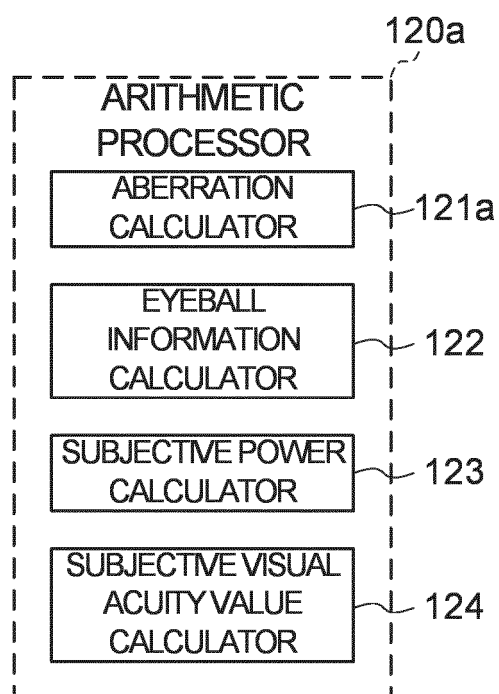 120a
ARITHMETIC
PROCESSOR
ABERRATION
CALCULATOR
121a
EYEBALL
INFORMATION
CALCULATOR
122
SUBJECTIVE POWER
CALCULATOR
123
SUBJECTIVE VISUAL
ACUITY VALUE
CALCULATOR
124